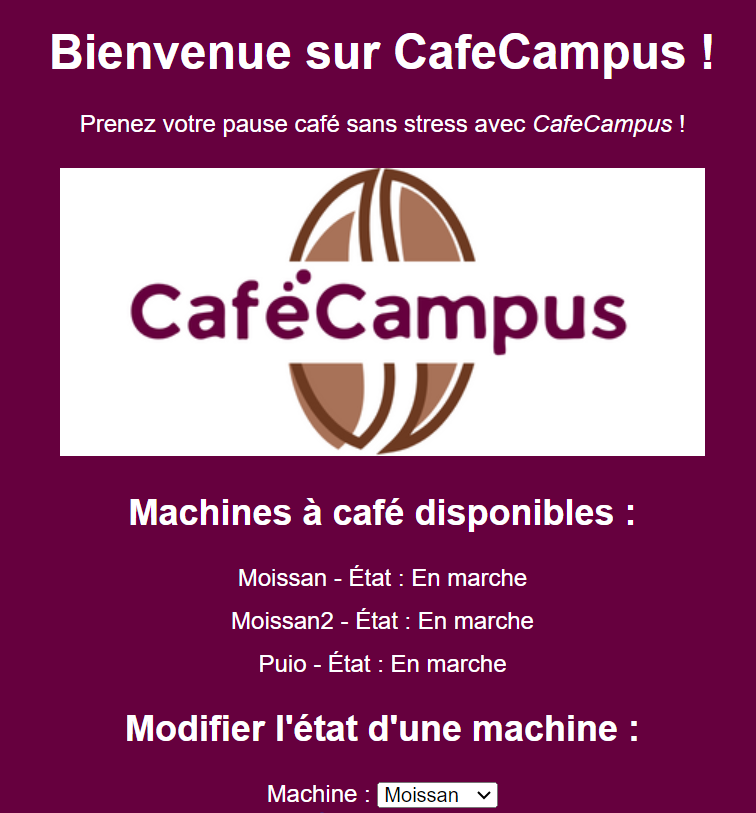 Bienvenue sur CafeCampus !
Prenez votre pause café sans stress avec CafeCampus !
CafëCampus
Machines à café disponibles :
Moissan - État : En marche
Moissan2 - État : En marche
Puio - État : En marche
Modifier l'état d'une machine :
Machine : Moissan